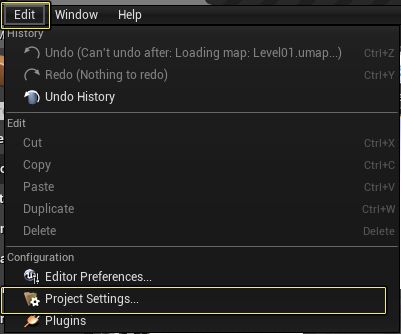 Edit Window Help
History
Undo (Can't undo after: Loading map: Level01.umap...) Ctrl+Z
Redo (Nothing to redo) Ctrl+Y
Undo History
Edit
Cut Ctrl+X
Copy Ctrl+C
Paste Ctrl+V
Duplicate Ctrl+W
Delete Delete
Configuration
Editor Preferences...
Project Settings...
Plugins